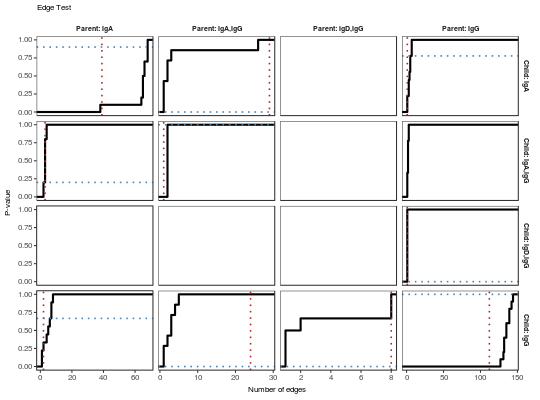 Edge Test
Parent: IgA
Parent: IgA,IgG
Parent: IgD,IgG
Parent: IgG
1.00
0.75
0.50
0.25
0.00
Child: IgA
1.00
0.75
0.50
0.25
0.00
Child: IgA,IgG
1.00
0.75
0.50
0.25
0.00
Child: IgD,IgG
1.00
0.75
0.50
0.25
0.00
Child: IgG
P-value
0 20 40 60
0 10 20 30
2 4 6 8
0 50 100 150
Number of edges